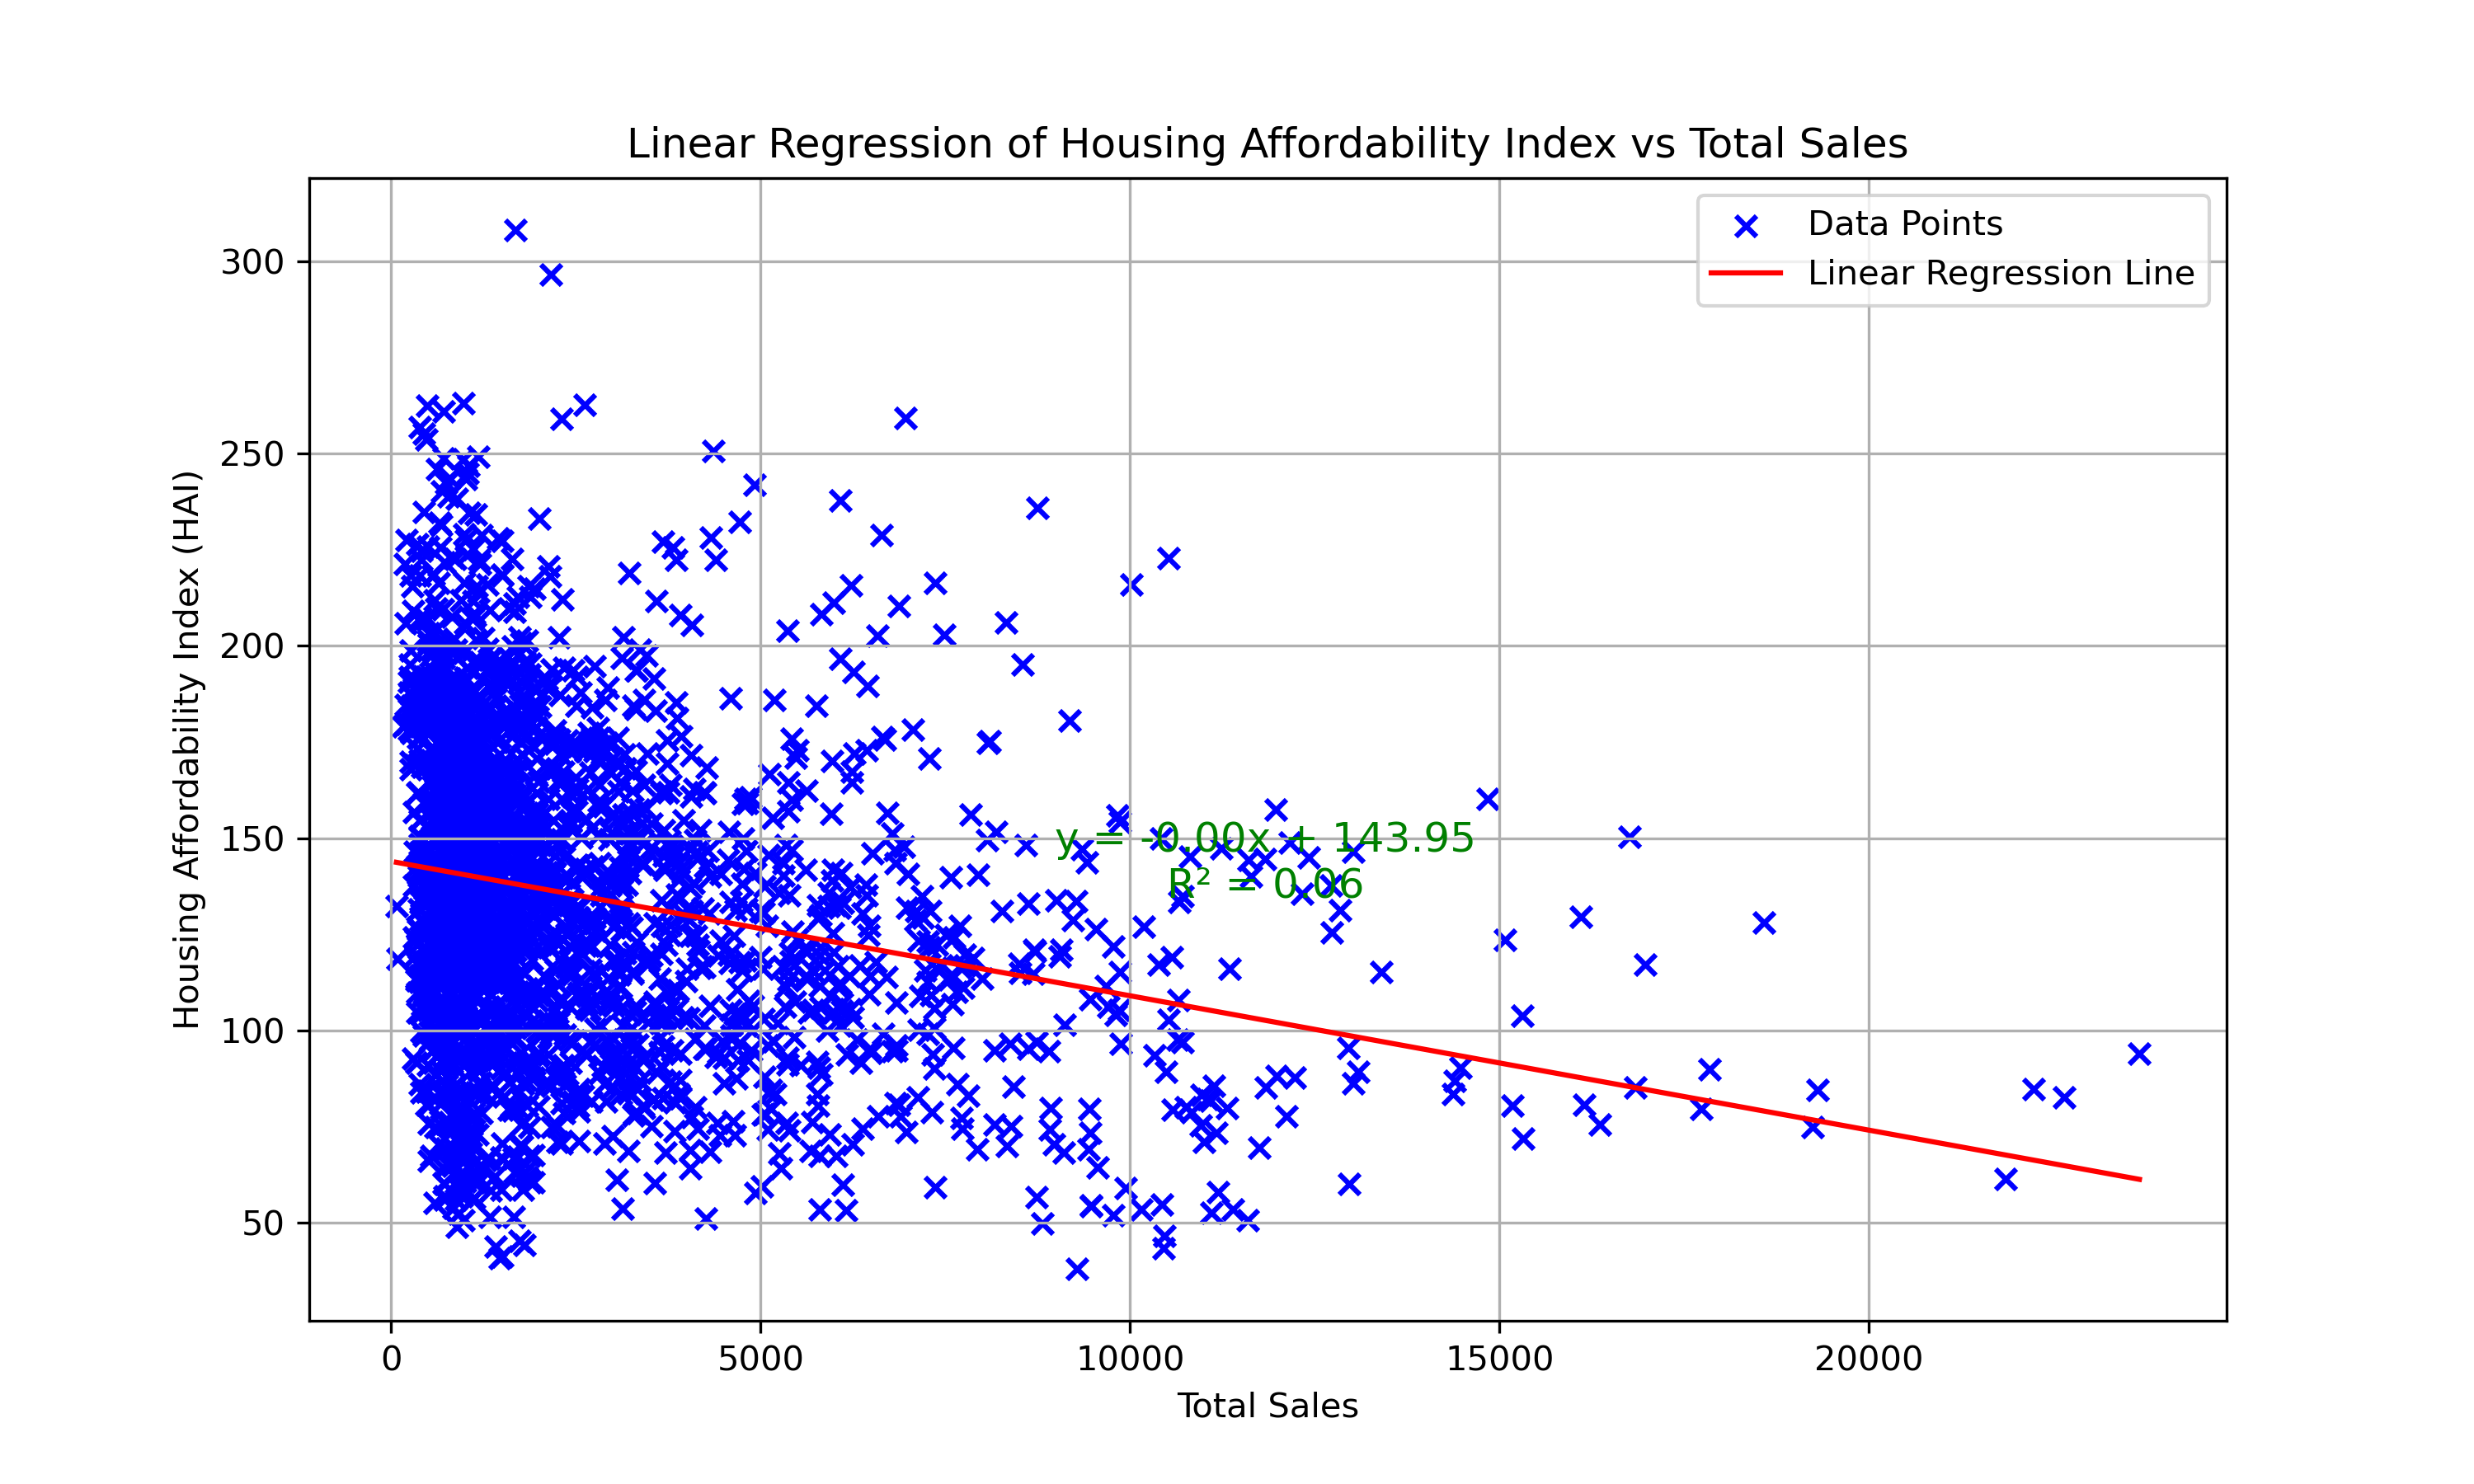 Linear Regression of Housing Affordability Index vs Total Sales
Data Points
Linear Regression Line
Housing Affordability Index (HAI)
300
250
200
150
100
50
y = -0.00x + 143.95
R² = 0.06
0
5000
10000
15000
20000
Total Sales